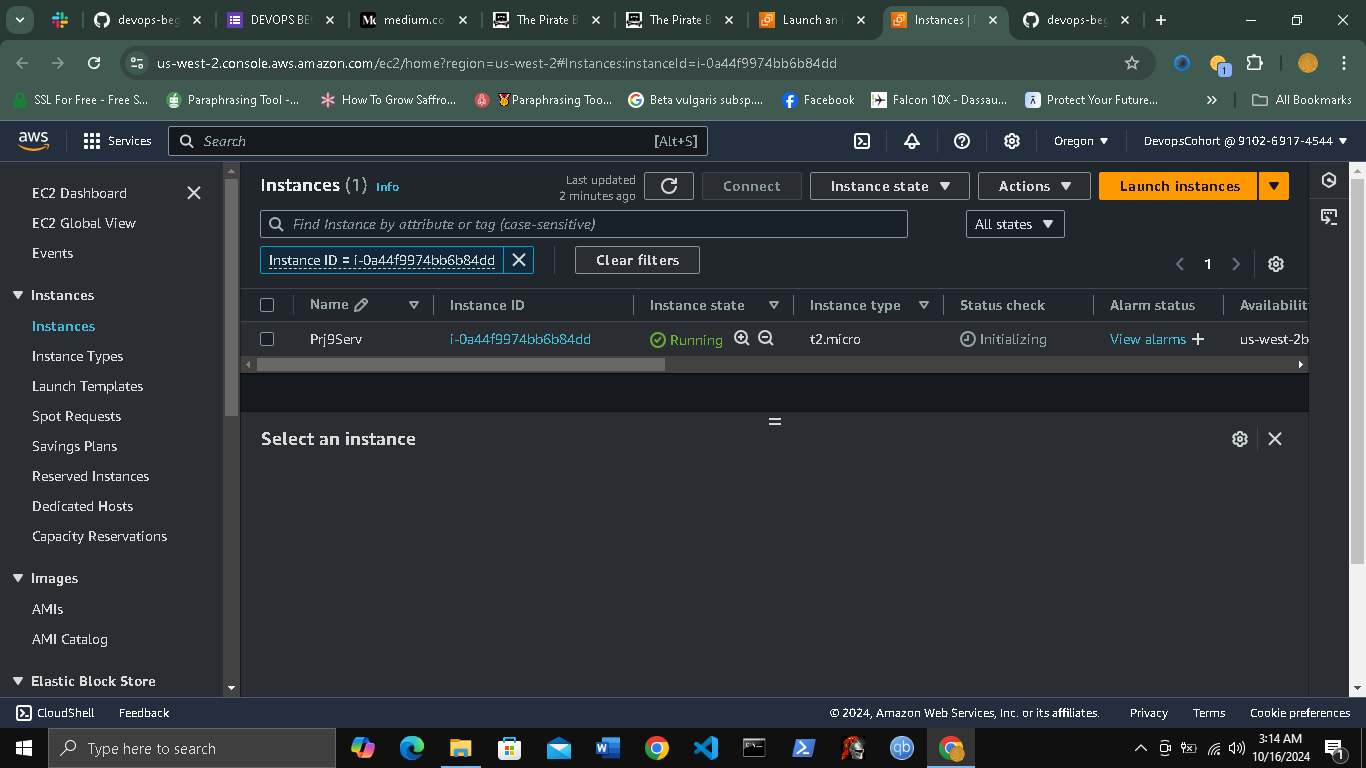 devops-beg
DEVOPS BEG
medium.co
The Pirate B
The Pirate B
Launch an i
Instances | E
devops-beg
us-west-2.console.aws.amazon.com/ec2/home?region=us-west-2#Instances:instanceId=i-0a44f9974bb6b84dd
1
SSL For Free - Free S...
Paraphrasing Tool -...
How To Grow Saffro...
Paraphrasing Too...
Beta vulgaris subsp....
Facebook
Falcon 10X - Dassau...
Protect Your Future...
All Bookmarks
aws
Services
Search
[Alt+S]
Oregon
DevopsCohort @ 9102-6917-4544
EC2 Dashboard
EC2 Global View
Events
Instances
Instances
Instance Types
Launch Templates
Spot Requests
Savings Plans
Reserved Instances
Dedicated Hosts
Capacity Reservations
Images
AMIs
AMI Catalog
Elastic Block Store
Instances (1) Info
Last updated
2 minutes ago
Connect
Instance state
Actions
Launch instances
Find Instance by attribute or tag (case-sensitive)
All states
Instance ID = i-0a44f9974bb6b84dd
Clear filters
1
Name
Instance ID
Instance state
Instance type
Status check
Alarm status
Availabilit
Prj9Serv
i-0a44f9974bb6b84dd
Running
t2.micro
Initializing
View alarms
us-west-2b
Select an instance
CloudShell
Feedback
© 2024, Amazon Web Services, Inc. or its affiliates.
Privacy
Terms
Cookie preferences
Type here to search
qb
3:14 AM
10/16/2024
1